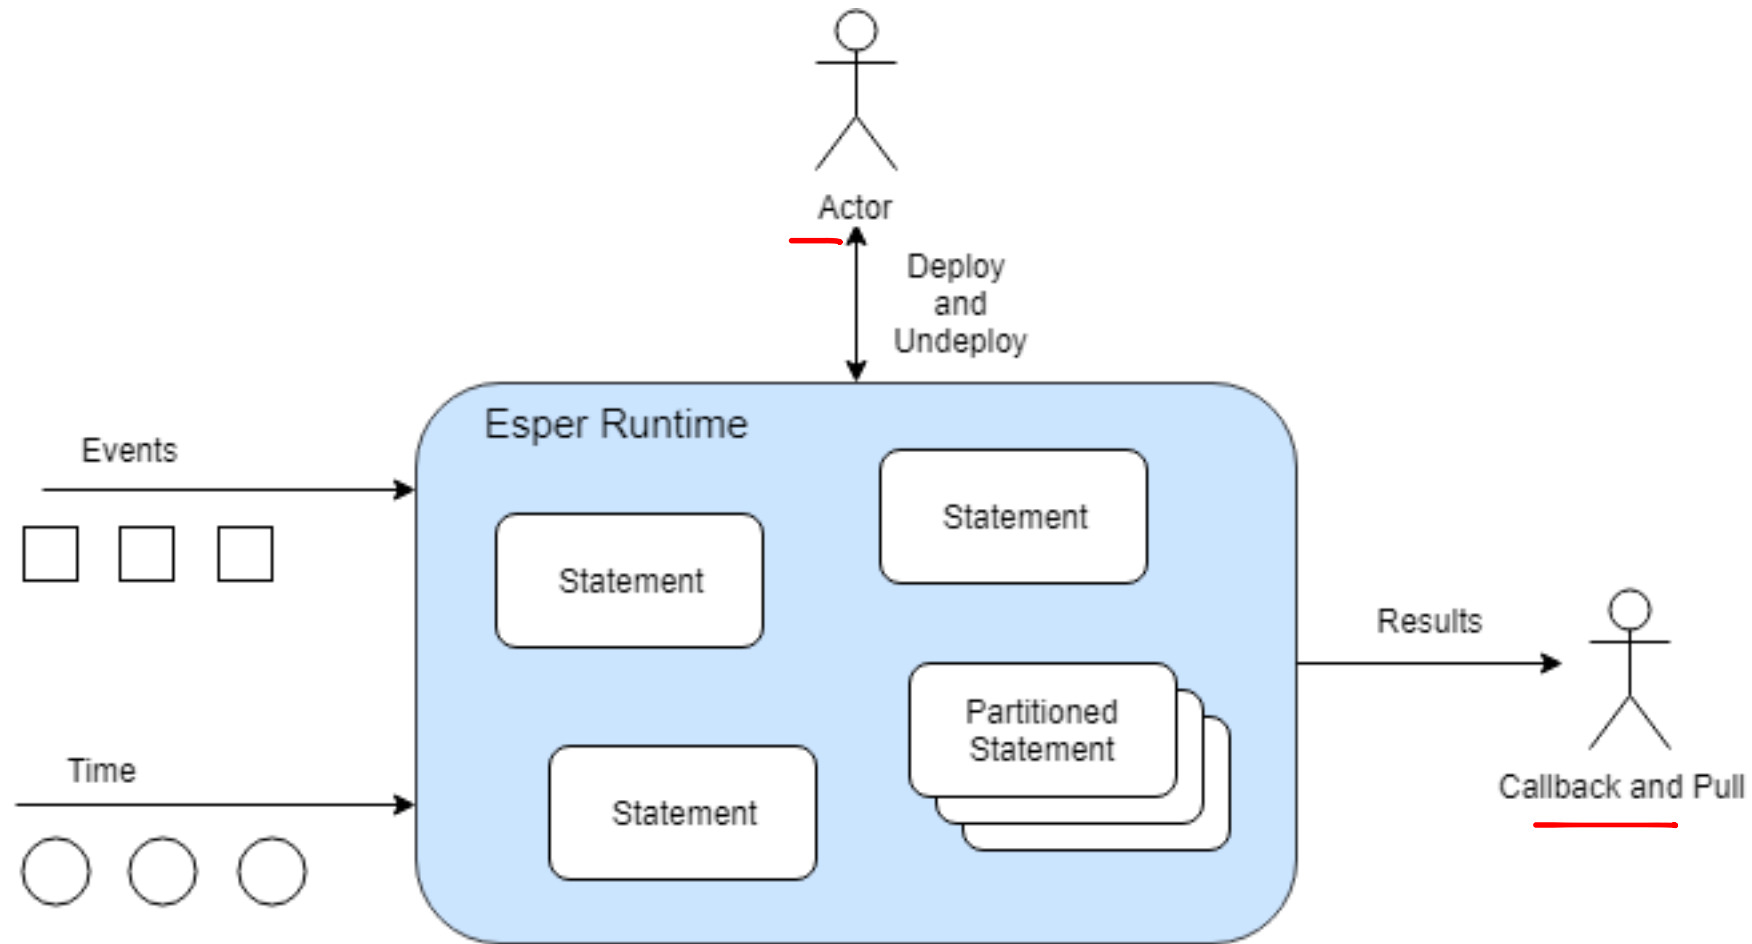 Actor
Deploy
and
Undeploy
Esper Runtime
Events
Statement
Statement
Results
Partitioned
Statement
Time
Statement
Callback and Pull